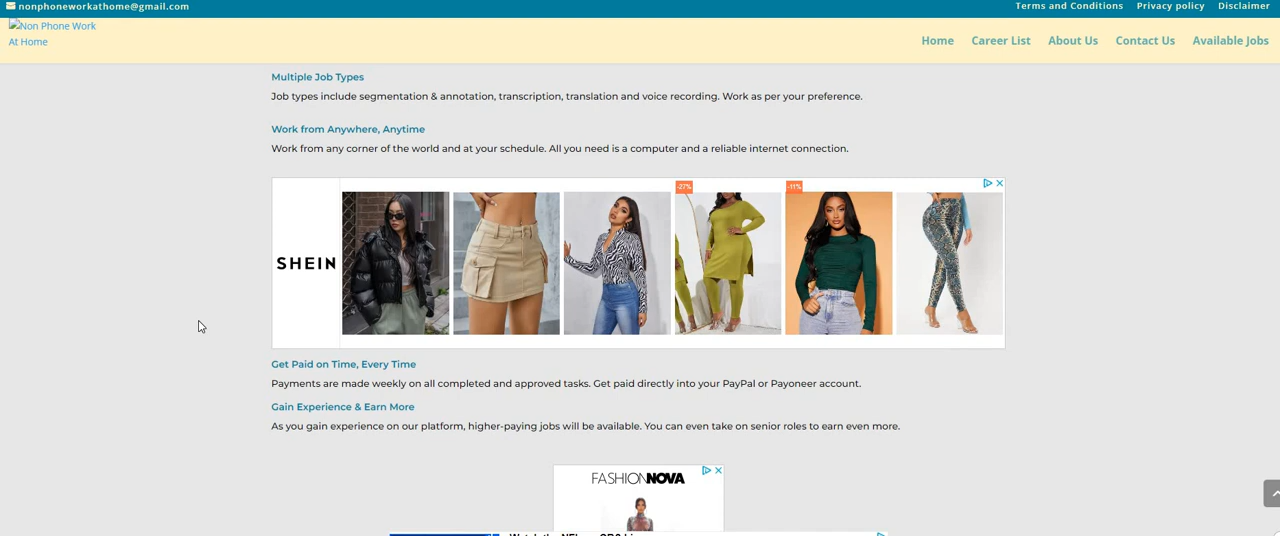 nonphoneworkathome@gmail.com
Terms and Conditions Privacy policy Disclaimer
Non Phone Work
At Home
Home Career List About Us Contact Us Available Jobs
Multiple Job Types
Job types include segmentation & annotation, transcription, translation and voice recording. Work as per your preference.
Work from Anywhere, Anytime
Work from any corner of the world and at your schedule. All you need is a computer and a reliable internet connection.
SHEIN
-27%
-11%
Get Paid on Time, Every Time
Payments are made weekly on all completed and approved tasks. Get paid directly into your PayPal or Payoneer account.
Gain Experience & Earn More
As you gain experience on our platform, higher-paying jobs will be available. You can even take on senior roles to earn even more.
FASHIONNOVA